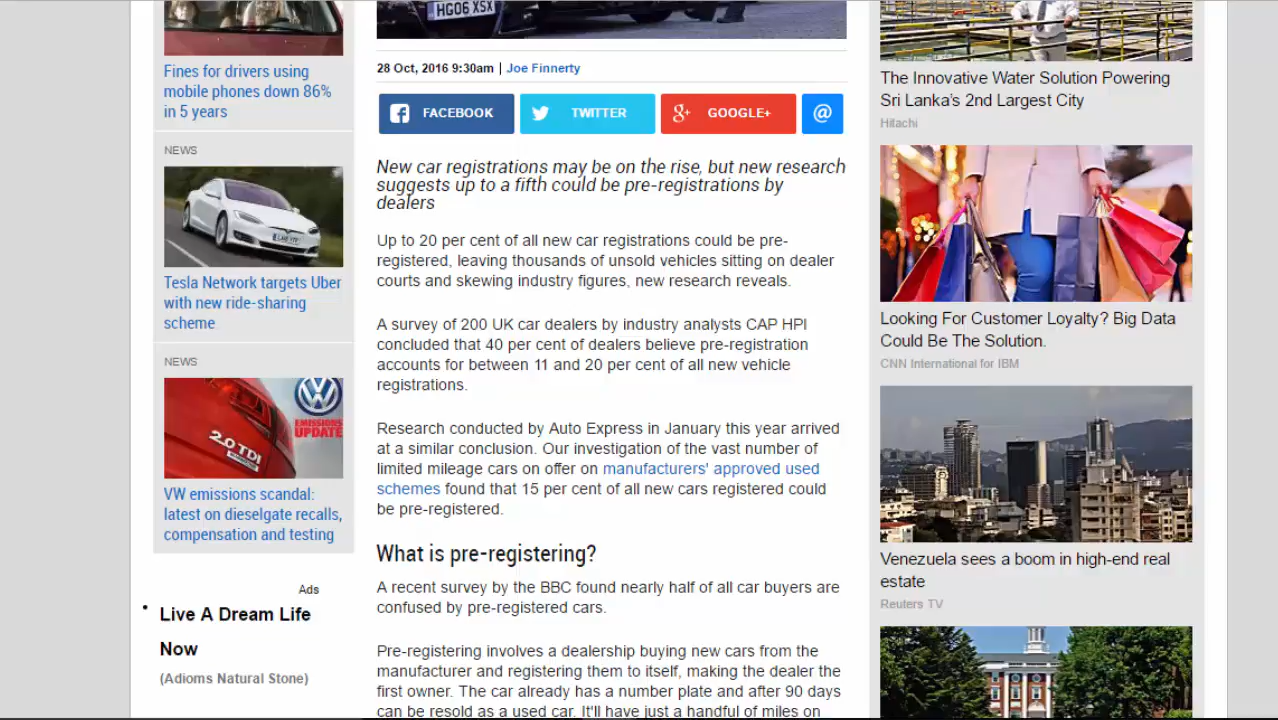 HG06 XSX
Fines for drivers using
mobile phones down 86%
in 5 years
NEWS
Tesla Network targets Uber
with new ride-sharing
scheme
NEWS
EMISSIONS
UPDATE
2.0 TDI
VW emissions scandal:
latest on dieselgate recalls,
compensation and testing
Ads
Live A Dream Life
Now
(Adioms Natural Stone)
28 Oct, 2016 9:30am | Joe Finnerty
FACEBOOK
TWITTER
GOOGLE+
@
New car registrations may be on the rise, but new research
suggests up to a fifth could be pre-registrations by
dealers
Up to 20 per cent of all new car registrations could be pre-
registered, leaving thousands of unsold vehicles sitting on dealer
courts and skewing industry figures, new research reveals.
A survey of 200 UK car dealers by industry analysts CAP HPI
concluded that 40 per cent of dealers believe pre-registration
accounts for between 11 and 20 per cent of all new vehicle
registrations.
Research conducted by Auto Express in January this year arrived
at a similar conclusion. Our investigation of the vast number of
limited mileage cars on offer on manufacturers' approved used
schemes found that 15 per cent of all new cars registered could
be pre-registered.
What is pre-registering?
A recent survey by the BBC found nearly half of all car buyers are
confused by pre-registered cars.
Pre-registering involves a dealership buying new cars from the
manufacturer and registering them to itself, making the dealer the
first owner. The car already has a number plate and after 90 days
can be resold as a used car. It'll have just a handful of miles on
The Innovative Water Solution Powering
Sri Lanka's 2nd Largest City
Hitachi
Looking For Customer Loyalty? Big Data
Could Be The Solution.
CNN International for IBM
Venezuela sees a boom in high-end real
estate
Reuters TV